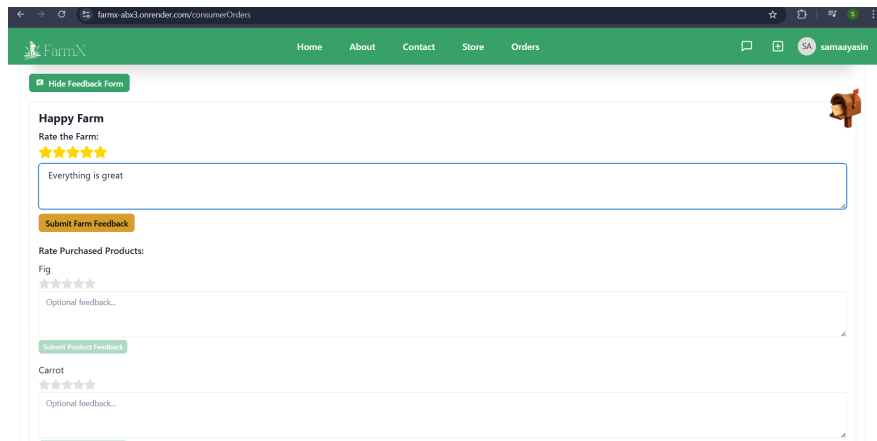 farmx-abx3.onrender.com/consumerOrders
S
FarmX
Home About Contact Store Orders
SA samaayasin
Hide Feedback Form
Happy Farm
Rate the Farm:
Everything is great
Submit Farm Feedback
Rate Purchased Products:
Fig
Optional feedback...
Submit Product Feedback
Carrot
Optional feedback...